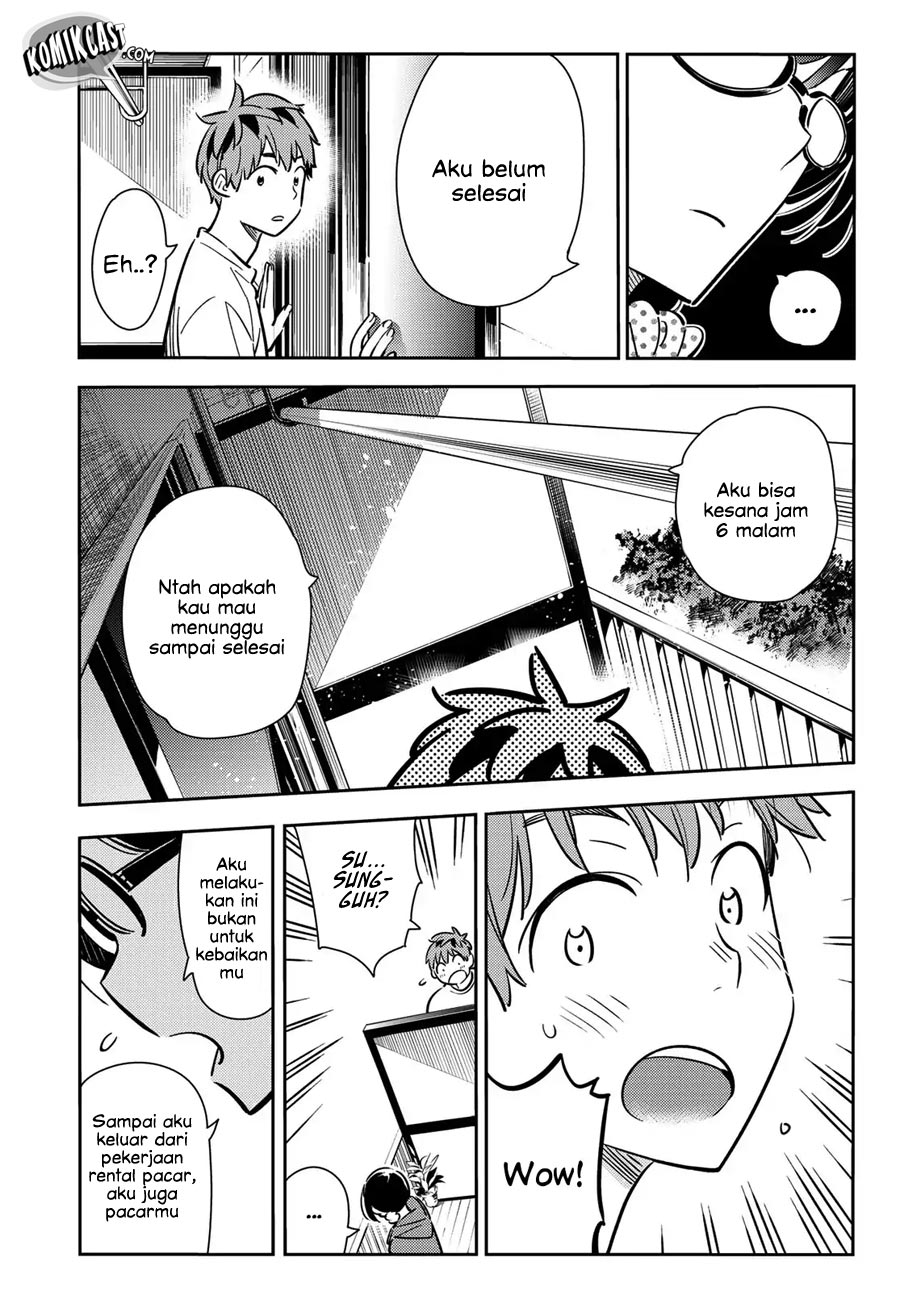 KOMIKCAST
.COM
...
Aku belum
selesai
Eh..?
Aku bisa
kesana jam
6 malam
Ntah apakah
kau mau
menunggu
sampai selesai
Wow!
SU...
SUNG-
GUH?
...
Aku
melaku-
kan ini
bukan
untuk
kebaikan
mu
Sampai aku
keluar dari
pekerjaan
rental pacar,
aku juga
pacarmu